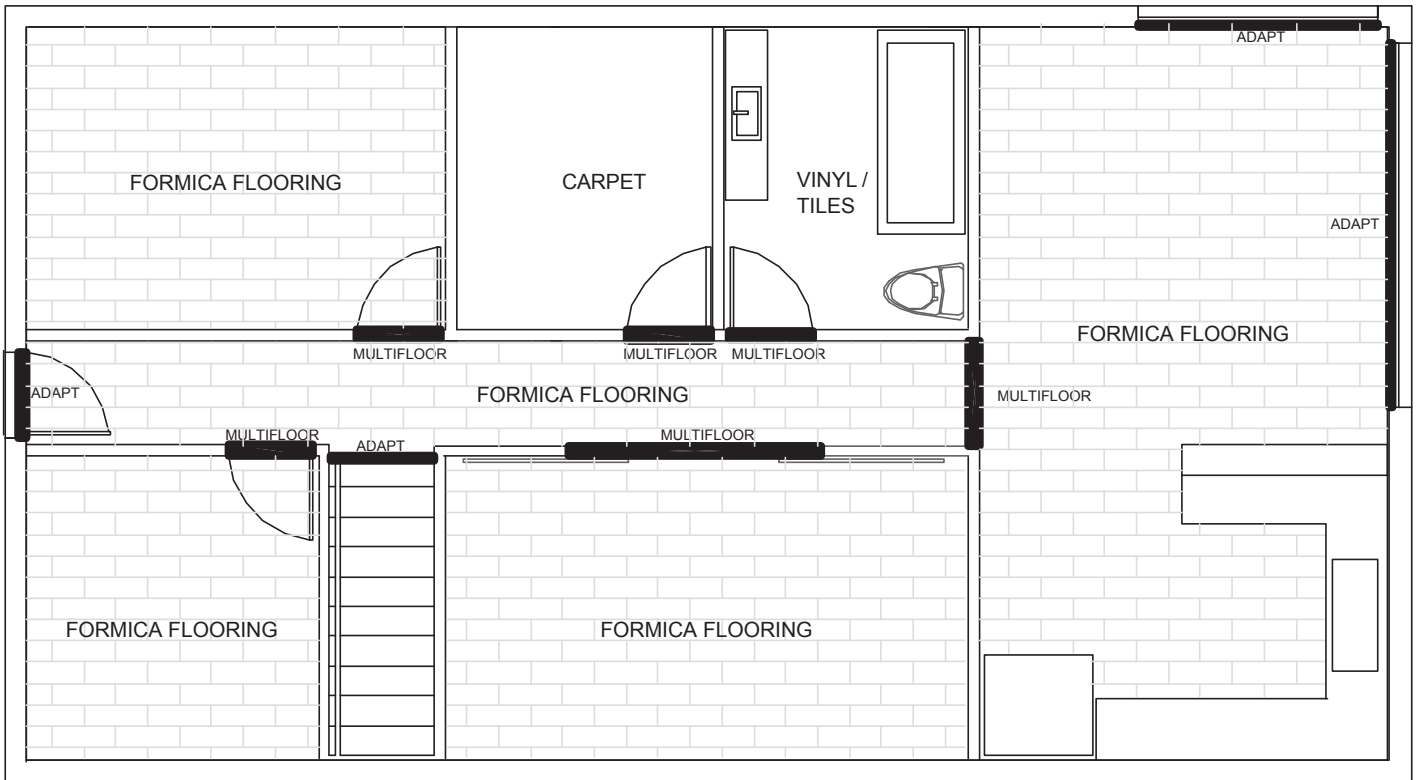 ADAPT
FORMICA FLOORING
CARPET
VINYL /
TILES
ADAPT
FORMICA FLOORING
MULTIFLOOR
MULTIFLOOR
MULTIFLOOR
ADAPT
FORMICA FLOORING
MULTIFLOOR
MULTIFLOOR
ADAPT
MULTIFLOOR
FORMICA FLOORING
FORMICA FLOORING